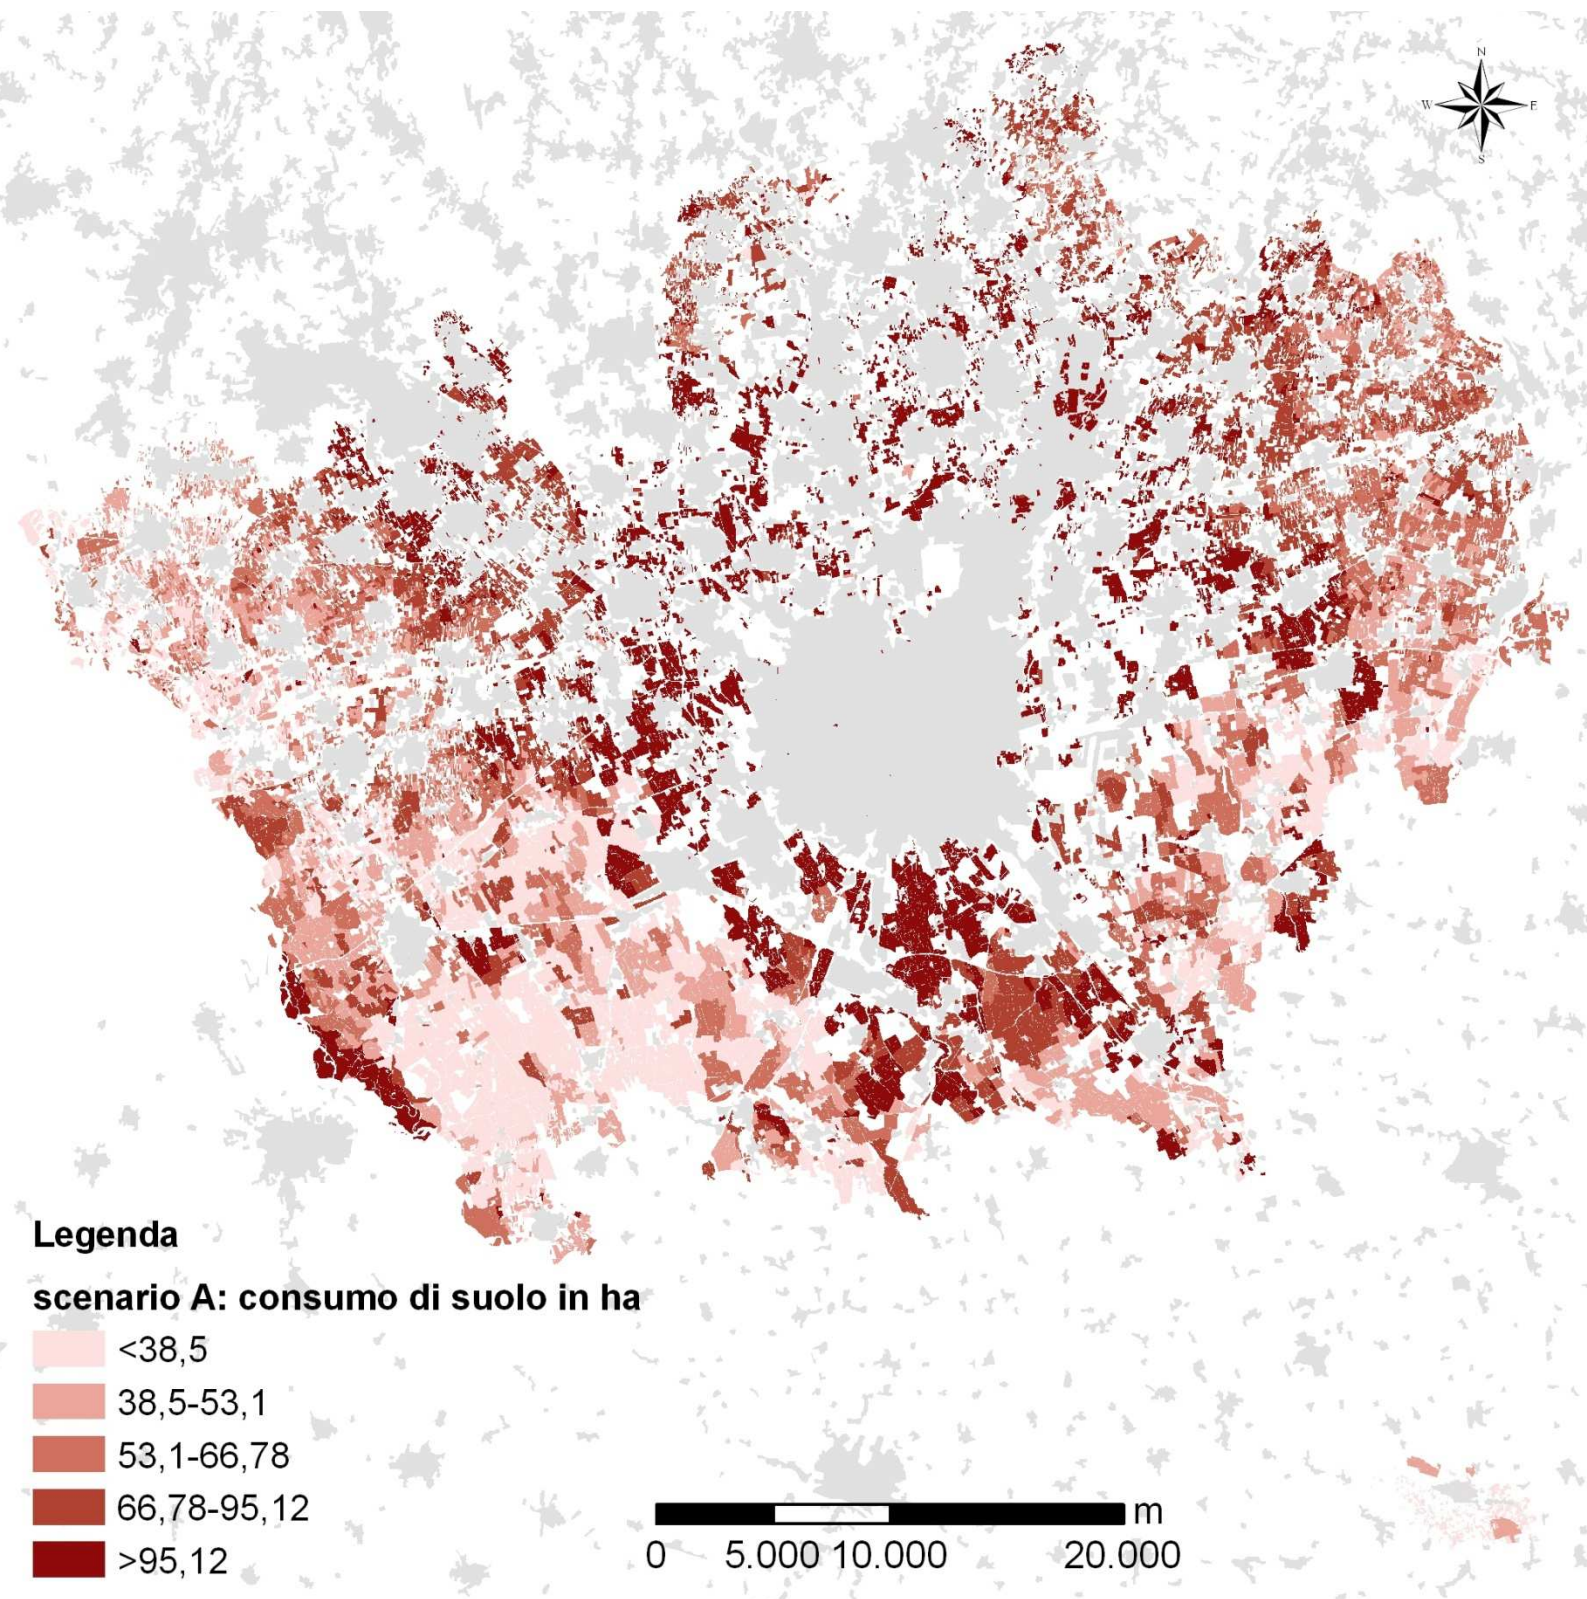 N
W E
S
Legenda
scenario A: consumo di suolo in ha
<38,5
38,5-53,1
53,1-66,78
66,78-95,12
>95,12
m
0 5.000 10.000 20.000